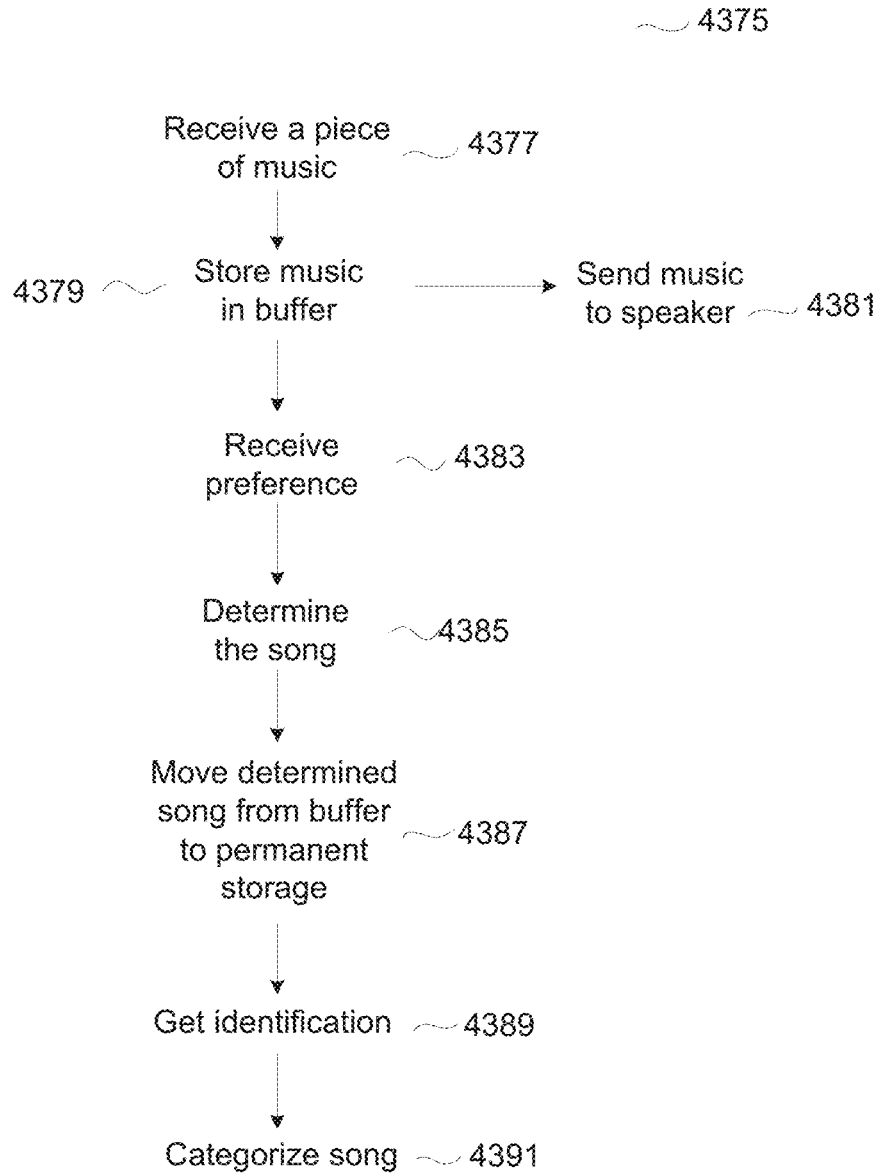 4375
Receive a piece
of music
4377
4379
Store music
in buffer
Send music
to speaker
4381
Receive
preference
4383
Determine
the song
4385
Move determined
song from buffer
to permanent
storage
4387
Get identification
4389
Categorize song
4391